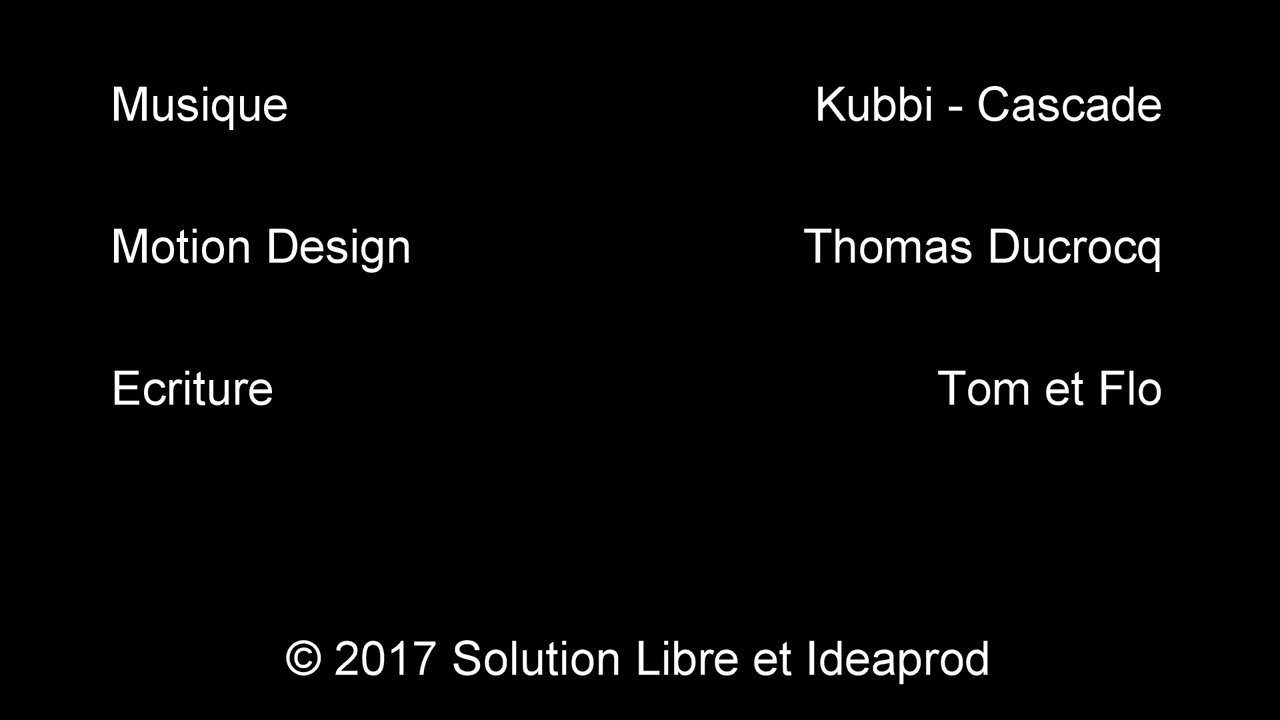 Musique Kubbi - Cascade
Motion Design Thomas Ducrocq
Ecriture Tom et Flo
© 2017 Solution Libre et Ideaprod